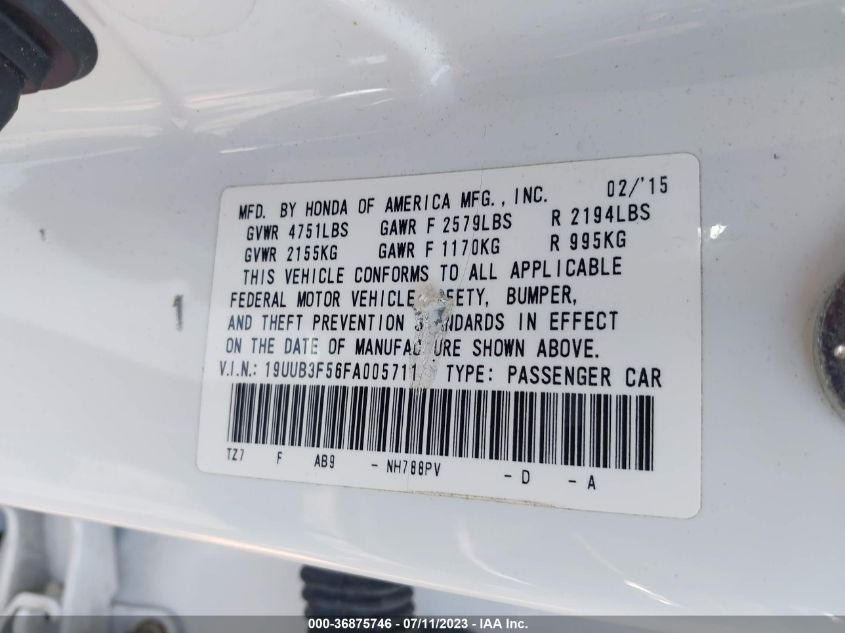 MFD. BY HONDA OF AMERICA MFG., INC. 02/'15
GVWR 4751LBS GAWR F 2579LBS R 2194LBS
GVWR 2155KG GAWR F 1170KG R 995KG
THIS VEHICLE CONFORMS TO ALL APPLICABLE
FEDERAL MOTOR VEHICLE SAFETY, BUMPER,
AND THEFT PREVENTION STANDARDS IN EFFECT
ON THE DATE OF MANUFACTURE SHOWN ABOVE.
V.I.N.: TYPE: PASSENGER CAR
TZ7 F AB9 - NH788PV - D - A
000-36875746 - 07/11/2023 - IAA Inc.